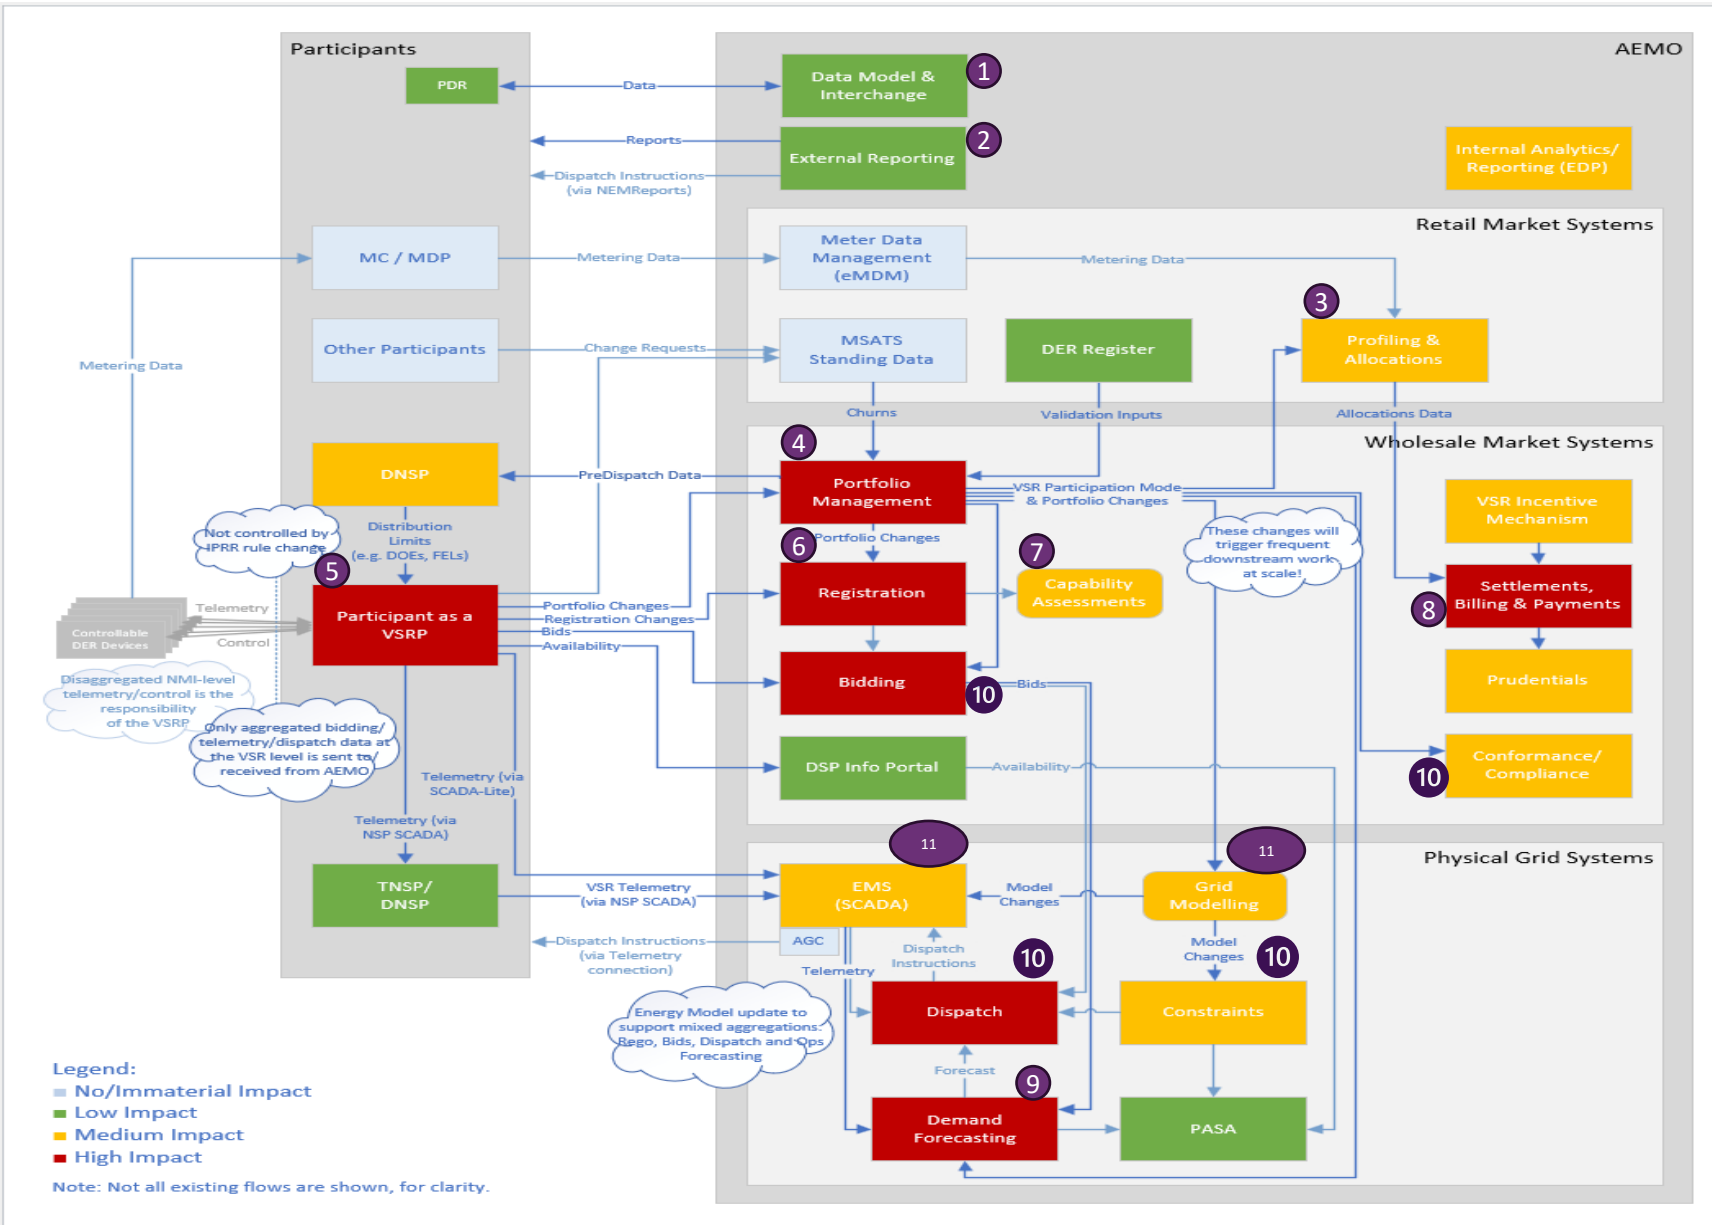 Participants
AEMO
PDR
Data
Data Model &
Interchange
1
Reports
External Reporting
2
Dispatch Instructions
(via NEMReports)
Internal Analytics/
Reporting (EDP)
Retail Market Systems
MC / MDP
Metering Data
Meter Data
Management
(eMDM)
Metering Data
3
Other Participants
Change Requests
MSATS
Standing Data
DER Register
Profiling &
Allocations
Metering Data
Churns
Validation Inputs
Allocations Data
Wholesale Market Systems
4
DNSP
PreDispatch Data
Portfolio
Management
VSR Participation Mode
& Portfolio Changes
VSR Incentive
Mechanism
Not controlled by
IPRR rule change
Distribution
Limits
(e.g. DOEs, FELs)
Portfolio Changes
These changes will
trigger frequent
downstream work
at scale!
5
6
7
Participant as a
VSRP
Portfolio Changes
Registration Changes
Bids
Availability
Registration
Capability
Assessments
Settlements,
Billing & Payments
8
Telemetry
Control
Controllable
DER Devices
Disaggregated NMI-level
telemetry/control is the
responsibility
of the VSRP
Bidding
10
Bids
Prudentials
Only aggregated bidding/
telemetry/dispatch data at
the VSR level is sent to/
received from AEMO
Telemetry (via
SCADA-Lite)
DSP Info Portal
Availability
Conformance/
Compliance
10
Telemetry (via
NSP SCADA)
11
11
Physical Grid Systems
TNSP/
DNSP
VSR Telemetry
(via NSP SCADA)
EMS
(SCADA)
Model
Changes
Grid
Modelling
AGC
Dispatch Instructions
(via Telemetry
connection)
Telemetry
Dispatch
Instructions
10
Model
Changes
10
Energy Model update to
support mixed aggregations:
Rego, Bids, Dispatch and Ops
Forecasting
Dispatch
Constraints
Forecast
9
Demand
Forecasting
PASA
Legend:
No/Immaterial Impact
Low Impact
Medium Impact
High Impact
Note: Not all existing flows are shown, for clarity.